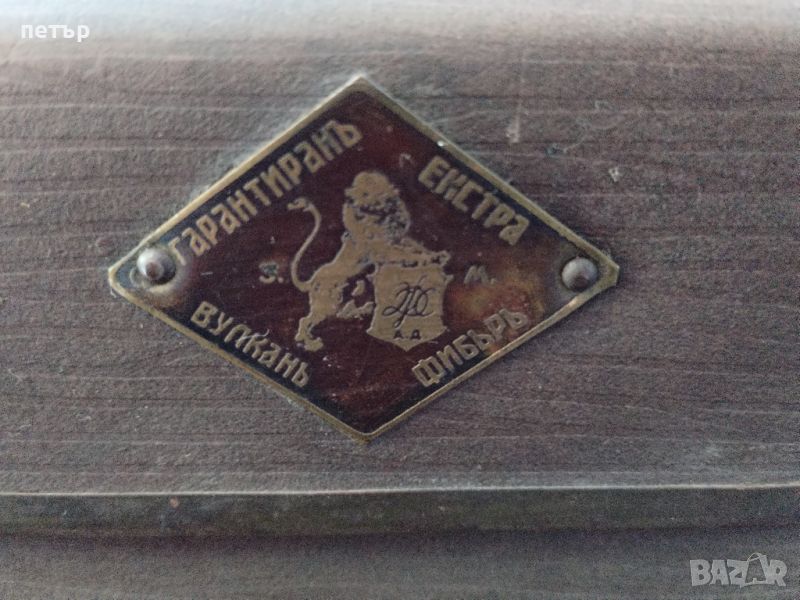 петър
ГАРАНТИРАНЪ
ЕКСТРА
З. М.
А.Д
ВУЛКАНЪ
ФИБЪРЪ
BAZAR